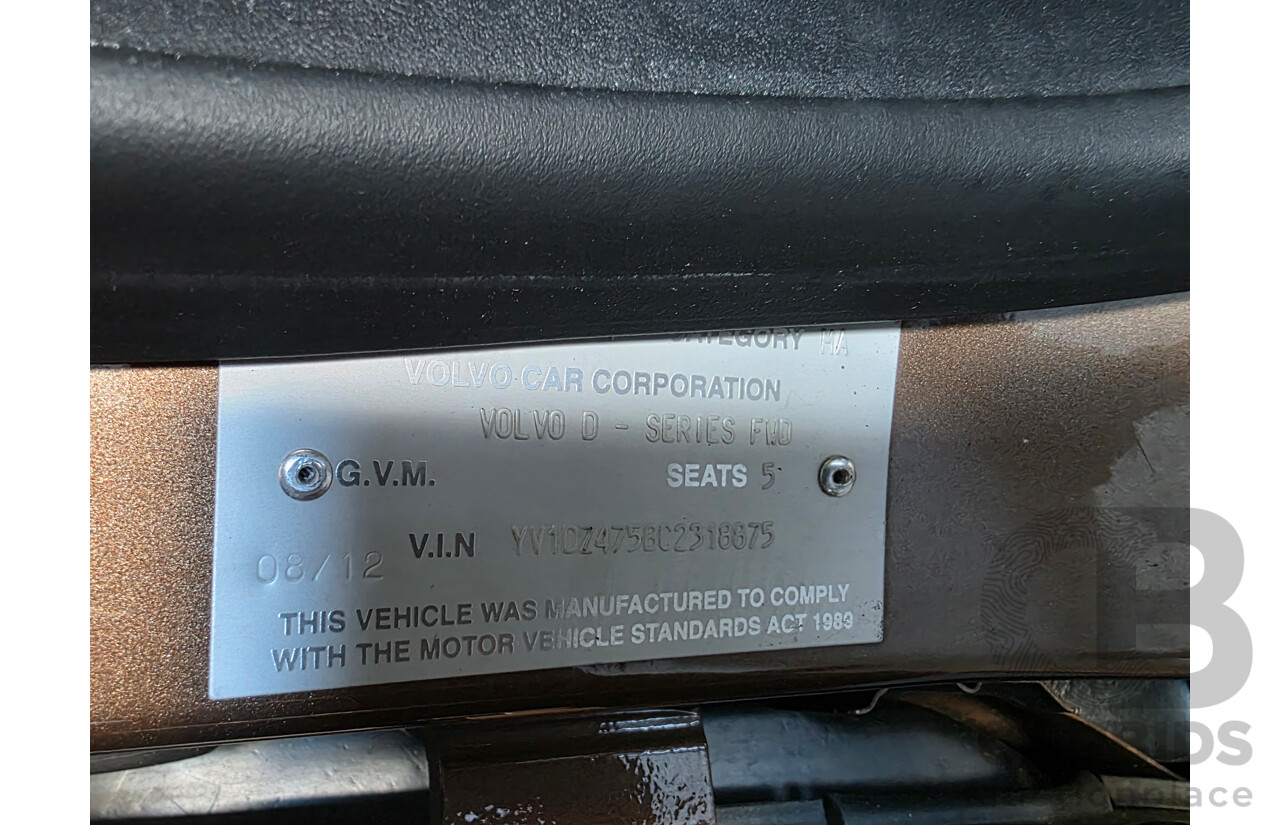 CATEGORY MA
VOLVO CAR CORPORATION
VOLVO D - SERIES FWD
G.V.M. SEATS 5
08/12 V.I.N
THIS VEHICLE WAS MANUFACTURED TO COMPLY
WITH THE MOTOR VEHICLE STANDARDS ACT 1989
B